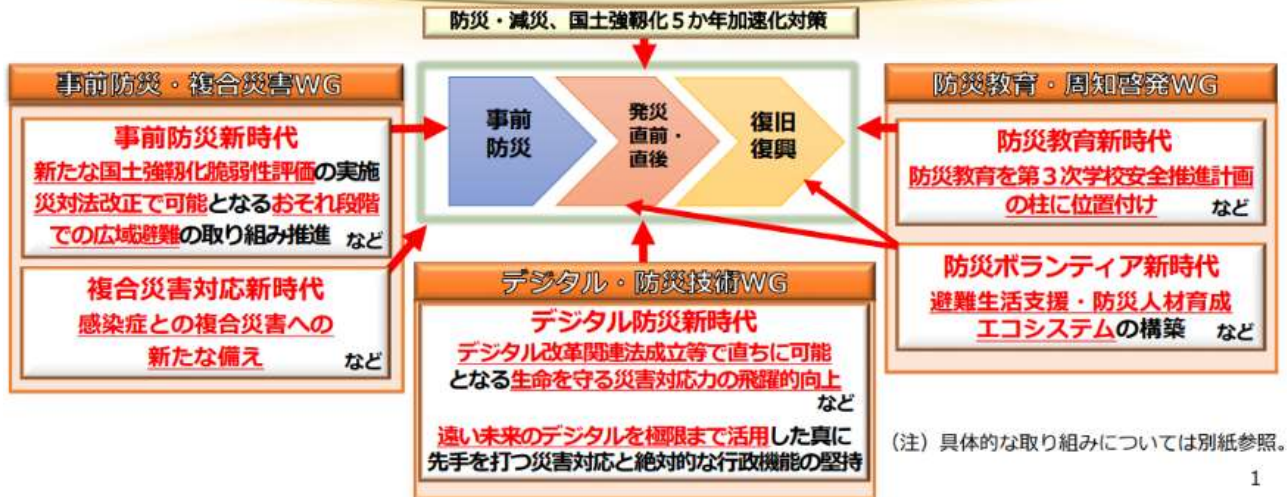 防災・減災、国土強靱化５か年加速化対策
事前防災・複合災害WG
事前防災新時代
新たな国土強靱化脆弱性評価の実施
災対法改正で可能となるおそれ段階
での広域避難の取り組み推進 など
複合災害対応新時代
感染症との複合災害への
新たな備え など
事前
防災
発災
直前・
直後
復旧
復興
デジタル・防災技術WG
デジタル防災新時代
デジタル改革関連法成立等で直ちに可能
となる生命を守る災害対応力の飛躍的向上
など
遠い未来のデジタルを極限まで活用した真に
先手を打つ災害対応と絶対的な行政機能の堅持
防災教育・周知啓発WG
防災教育新時代
防災教育を第３次学校安全推進計画
の柱に位置付け など
防災ボランティア新時代
避難生活支援・防災人材育成
エコシステムの構築 など
（注）具体的な取り組みについては別紙参照。
1